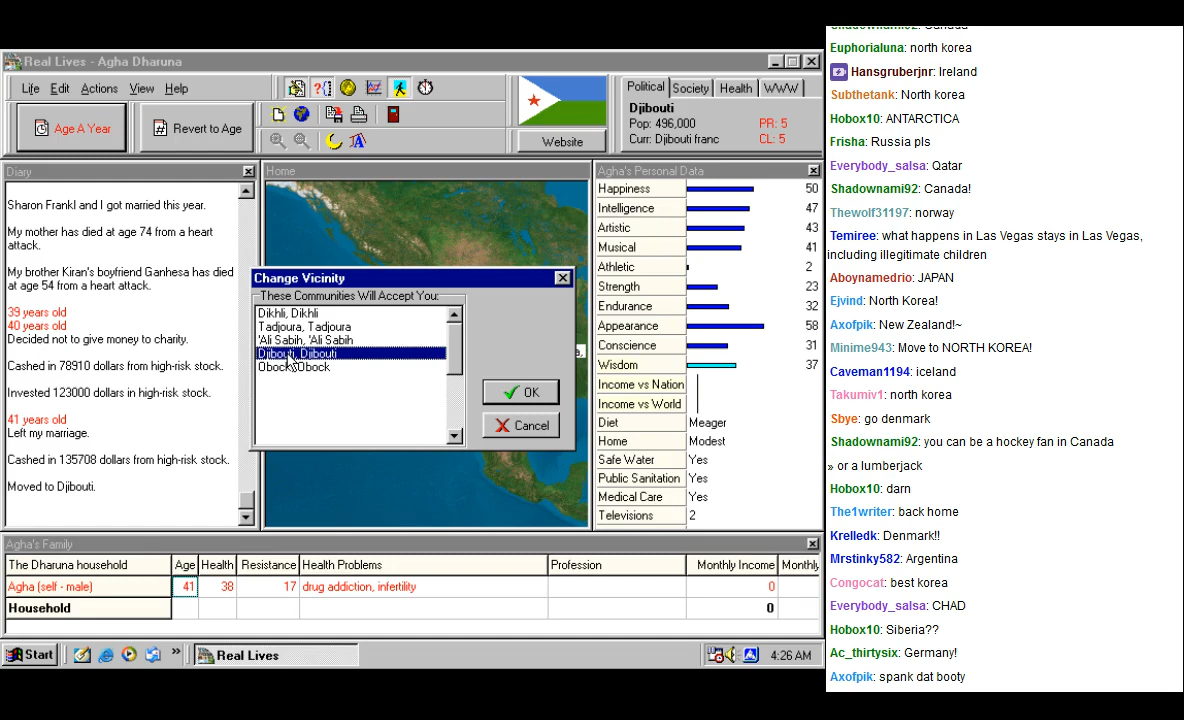 Real Lives - Agha Dharuna
Life Edit Actions View Help
Age A Year
Revert to Age
Website
Political Society Health WWW
Djibouti
Pop: 496,000 PR: 5
Curr: Djibouti franc CL: 5
Diary
Sharon Frankl and I got married this year.
My mother has died at age 74 from a heart
attack.
My brother Kiran's boyfriend Ganhesa has died
at age 54 from a heart attack.
39 years old
40 years old
Decided not to give money to charity.
Cashed in 78910 dollars from high-risk stock.
Invested 123000 dollars in high-risk stock.
41 years old
Left my marriage.
Cashed in 135708 dollars from high-risk stock.
Moved to Djibouti.
Home
Change Vicinity
These Communities Will Accept You:
Dikhli, Dikhli
Tadjoura, Tadjoura
'Ali Sabih, 'Ali Sabih
Djibouti, Djibouti
Obock, Obock
OK
Cancel
Agha's Personal Data
Happiness 50
Intelligence 47
Artistic 43
Musical 41
Athletic 2
Strength 23
Endurance 32
Appearance 58
Conscience 31
Wisdom 37
Income vs Nation
Income vs World
Diet Meager
Home Modest
Safe Water Yes
Public Sanitation Yes
Medical Care Yes
Televisions 2
Agha's Family
The Dharuna household Age Health Resistance Health Problems Profession Monthly Income Monthly
Agha (self - male) 41 38 17 drug addiction, infertility 0
Household 0
Start
Real Lives
4:26 AM
Euphorialuna: north korea
Hansgruberjnr: Ireland
Subthetank: North korea
Hobox10: ANTARCTICA
Frisha: Russia pls
Everybody_salsa: Qatar
Shadownami92: Canada!
Thewolf31197: norway
Temiree: what happens in Las Vegas stays in Las Vegas,
including illegitimate children
Aboynamedrio: JAPAN
Ejvind: North Korea!
Axofpik: New Zealand!~
Minime943: Move to NORTH KOREA!
Caveman1194: iceland
Takumiv1: north korea
Sbye: go denmark
Shadownami92: you can be a hockey fan in Canada
» or a lumberjack
Hobox10: darn
The1writer: back home
Krelledk: Denmark!!
Mrstinky582: Argentina
Congocat: best korea
Everybody_salsa: CHAD
Hobox10: Siberia??
Ac_thirtysix: Germany!
Axofpik: spank dat booty